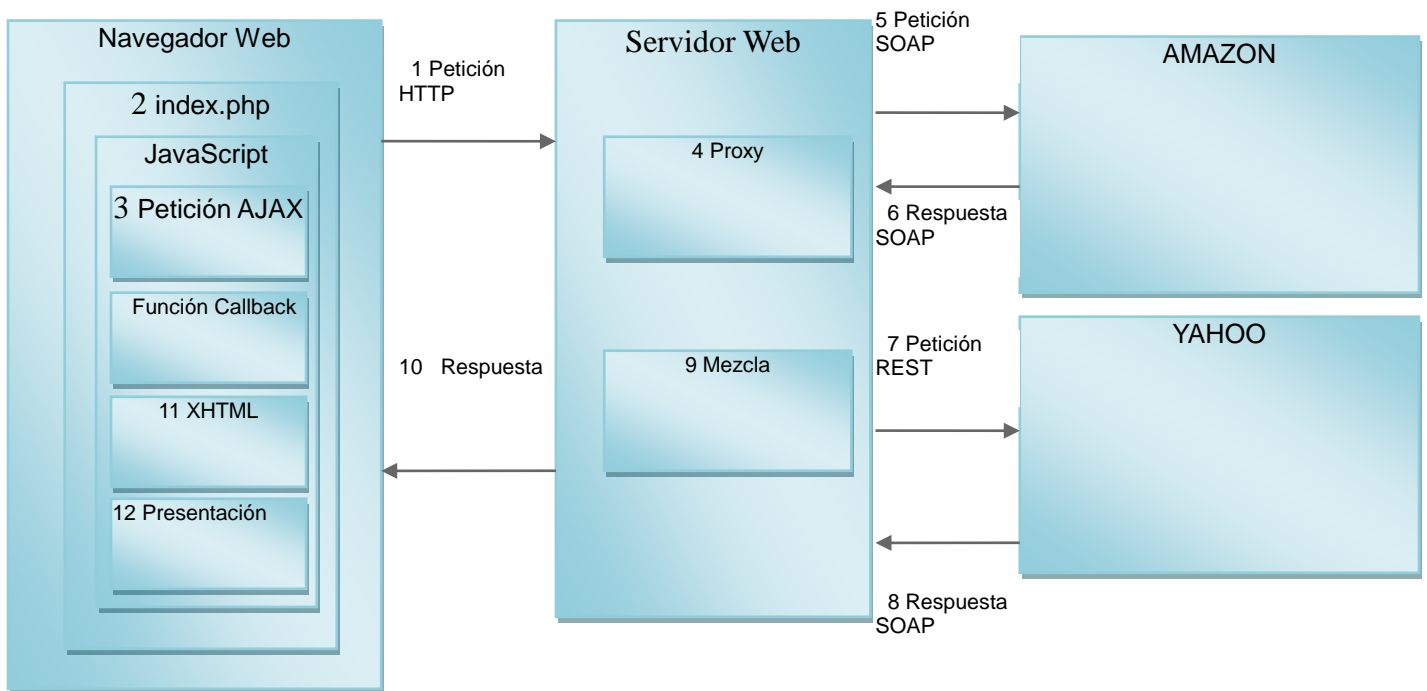 Navegador Web
2 index.php
JavaScript
3 Petición AJAX
Función Callback
11 XHTML
12 Presentación
1 Petición
HTTP
10 Respuesta
Servidor Web
4 Proxy
9 Mezcla
5 Petición
SOAP
6 Respuesta
SOAP
7 Petición
REST
8 Respuesta
SOAP
AMAZON
YAHOO